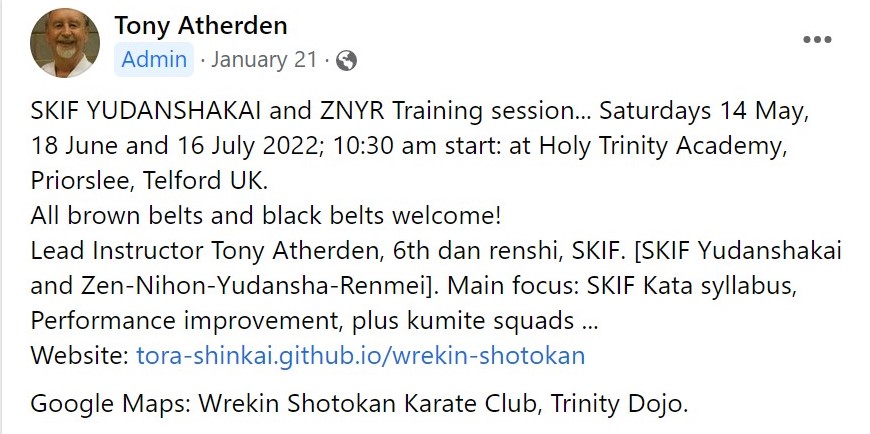 Tony Atherden
Admin · January 21 ·
SKIF YUDANSHAKAI and ZNYR Training session... Saturdays 14 May,
18 June and 16 July 2022; 10:30 am start: at Holy Trinity Academy,
Priorslee, Telford UK.
All brown belts and black belts welcome!
Lead Instructor Tony Atherden, 6th dan renshi, SKIF. [SKIF Yudanshakai
and Zen-Nihon-Yudansha-Renmei]. Main focus: SKIF Kata syllabus,
Performance improvement, plus kumite squads ...
Website: tora-shinkai.github.io/wrekin-shotokan
Google Maps: Wrekin Shotokan Karate Club, Trinity Dojo.